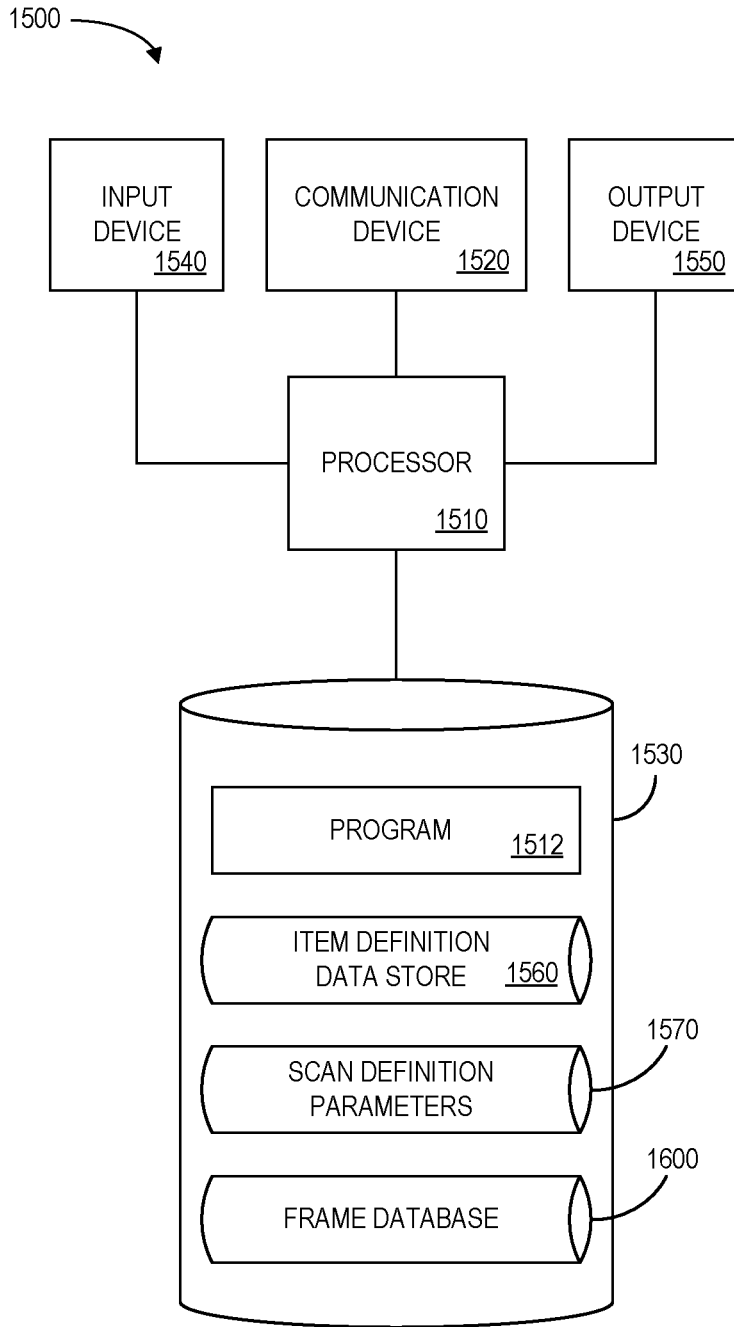 1500
INPUT
DEVICE
1540
COMMUNICATION
DEVICE
1520
OUTPUT
DEVICE
1550
PROCESSOR
1510
1530
PROGRAM
1512
ITEM DEFINITION
DATA STORE
1560
1570
SCAN DEFINITION
PARAMETERS
1600
FRAME DATABASE